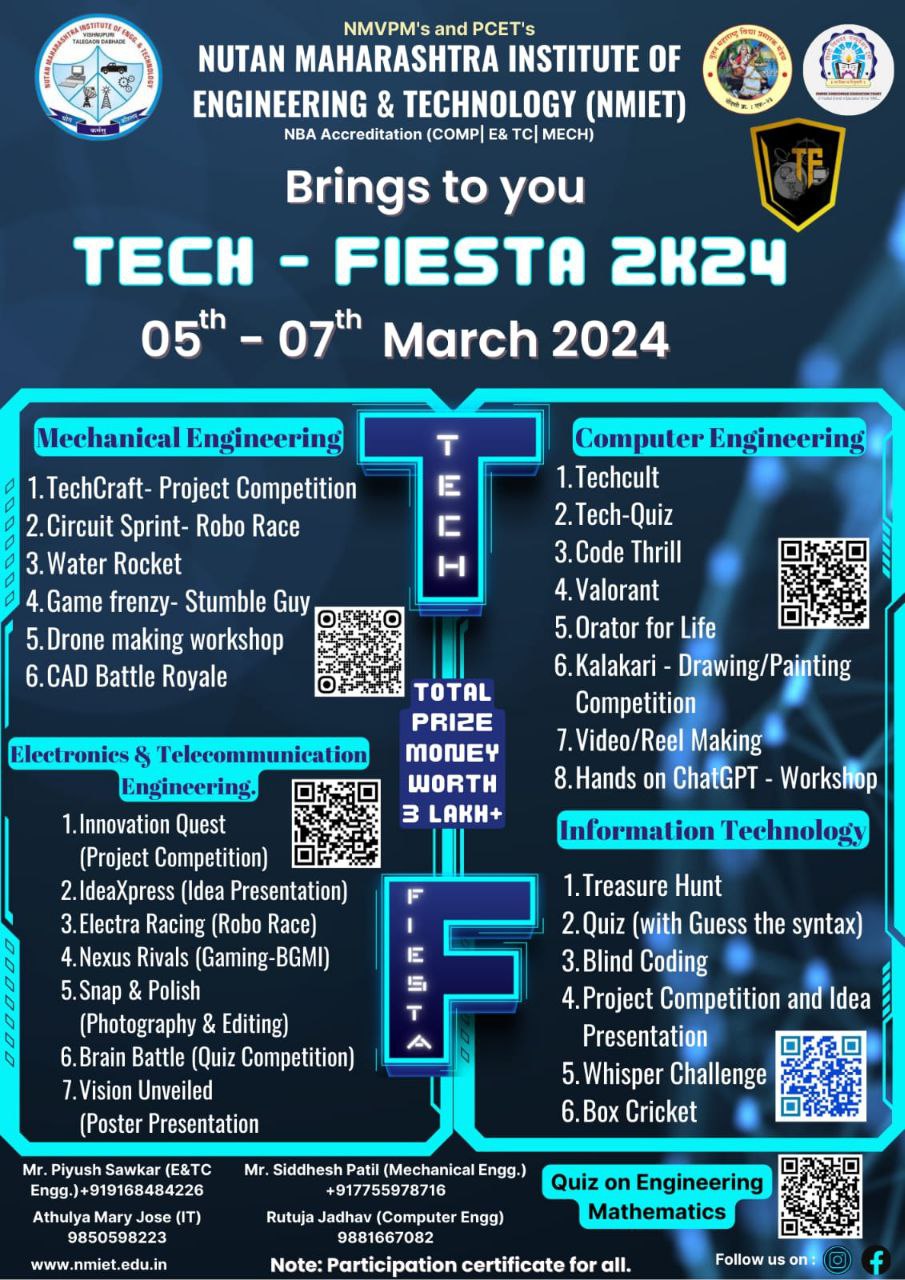 NMVPM's and PCET's
NUTAN MAHARASHTRA INSTITUTE OF
ENGINEERING & TECHNOLOGY (NMIET)
NBA Accreditation (COMP| E& TC| MECH)
NUTAN MAHARASHTRA INSTITUTE OF ENGG. & TECHNOLOGY
VISHNUPURI
TALEGAON DABHADE
TF
Brings to you
TECH - FIESTA 2K24
05th - 07th March 2024
Mechanical Engineering
1.TechCraft- Project Competition
2.Circuit Sprint- Robo Race
3.Water Rocket
4.Game frenzy- Stumble Guy
5.Drone making workshop
6.CAD Battle Royale
TECH
Computer Engineering
1.Techcult
2.Tech-Quiz
3.Code Thrill
4.Valorant
5.Orator for Life
6.Kalakari - Drawing/Painting
Competition
7.Video/Reel Making
8.Hands on ChatGPT - Workshop
TOTAL
PRIZE
MONEY
WORTH
3 LAKH+
Electronics & Telecommunication
Engineering.
1.Innovation Quest
(Project Competition)
2.IdeaXpress (Idea Presentation)
3.Electra Racing (Robo Race)
4.Nexus Rivals (Gaming-BGMI)
5.Snap & Polish
(Photography & Editing)
6.Brain Battle (Quiz Competition)
7.Vision Unveiled
(Poster Presentation
FIESTA
Information Technology
1.Treasure Hunt
2.Quiz (with Guess the syntax)
3.Blind Coding
4.Project Competition and Idea
Presentation
5.Whisper Challenge
6.Box Cricket
Mr. Piyush Sawkar (E&TC
Engg.)+919168484226
Athulya Mary Jose (IT)
9850598223
www.nmiet.edu.in
Mr. Siddhesh Patil (Mechanical Engg.)
+917755978716
Rutuja Jadhav (Computer Engg)
9881667082
Note: Participation certificate for all.
Quiz on Engineering
Mathematics
Follow us on :